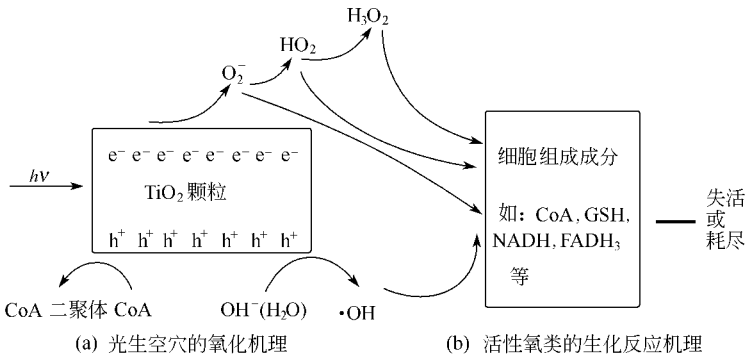 H₃O₂
HO₂
O₂⁻
e⁻ e⁻ e⁻ e⁻ e⁻ e⁻ e⁻
hν
TiO₂颗粒
h⁺ h⁺ h⁺ h⁺ h⁺ h⁺ h⁺
CoA 二聚体 CoA
OH⁻(H₂O)
•OH
细胞组成成分
如：CoA, GSH,
NADH, FADH₃
等
失活
或
耗尽
(a) 光生空穴的氧化机理
(b) 活性氧类的生化反应机理